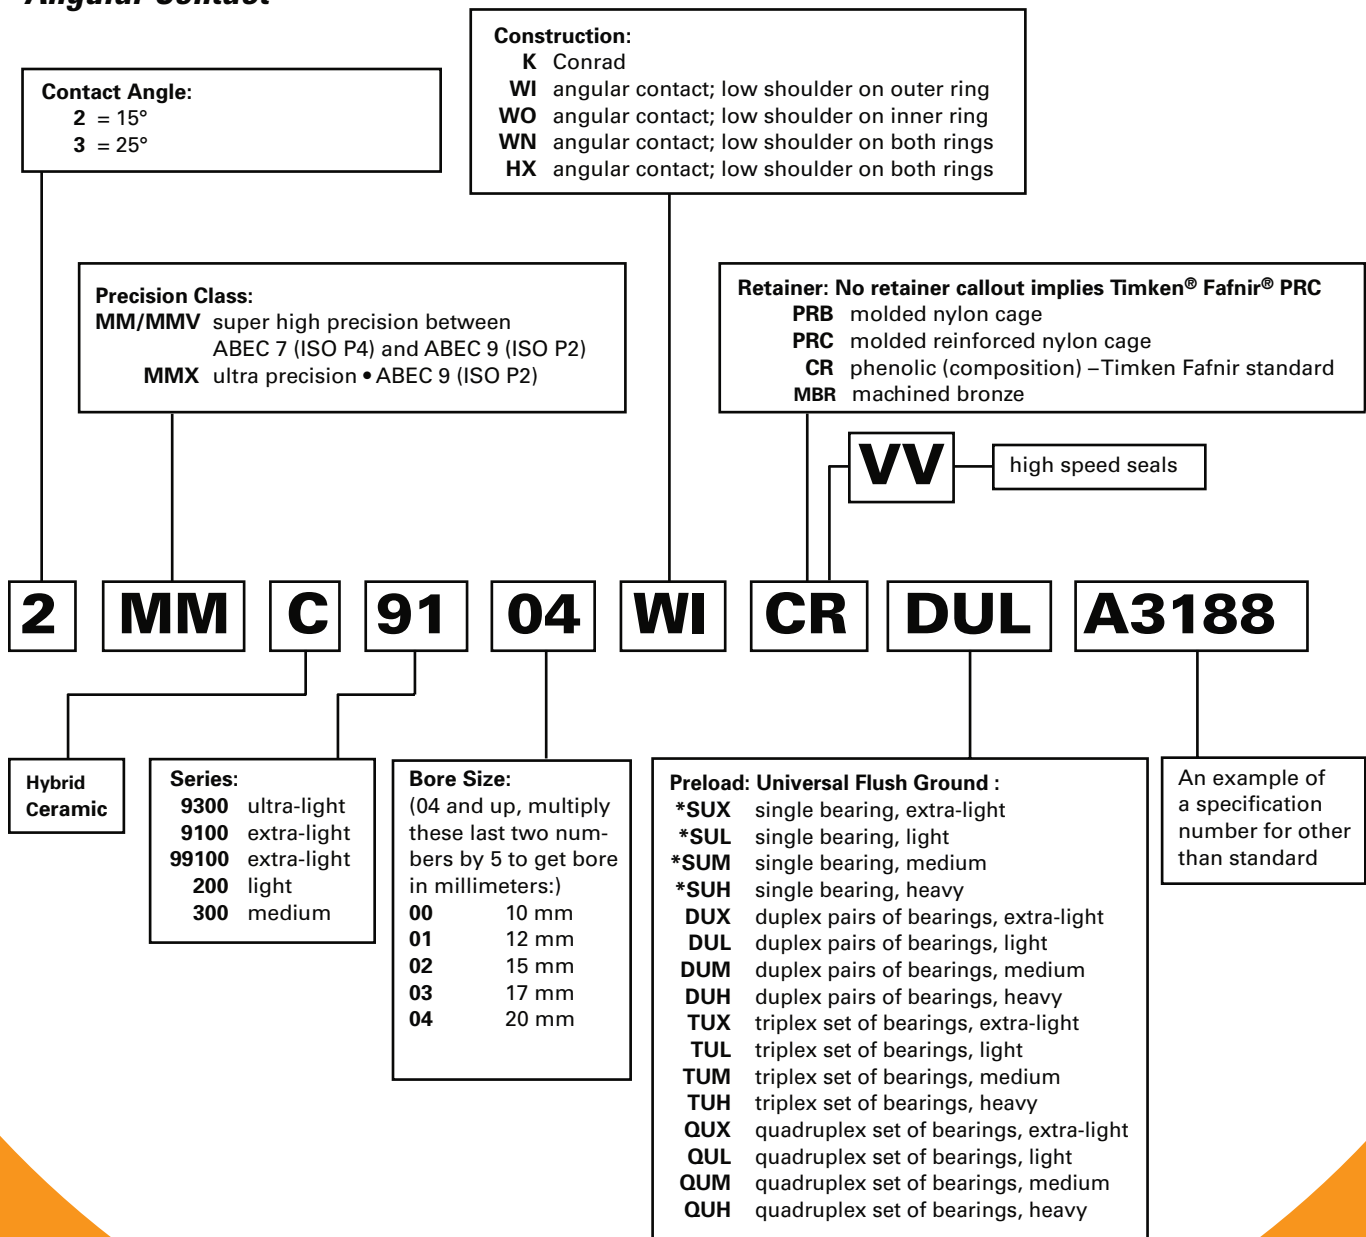 Angular Contact
Construction:
K Conrad
WI angular contact; low shoulder on outer ring
WO angular contact; low shoulder on inner ring
WN angular contact; low shoulder on both rings
HX angular contact; low shoulder on both rings
Contact Angle:
2 = 15°
3 = 25°
Precision Class:
MM/MMV super high precision between
ABEC 7 (ISO P4) and ABEC 9 (ISO P2)
MMX ultra precision • ABEC 9 (ISO P2)
Retainer: No retainer callout implies Timken® Fafnir® PRC
PRB molded nylon cage
PRC molded reinforced nylon cage
CR phenolic (composition) – Timken Fafnir standard
MBR machined bronze
VV high speed seals
2 MM C 91 04 WI CR DUL A3188
Hybrid
Ceramic
Series:
9300 ultra-light
9100 extra-light
99100 extra-light
200 light
300 medium
Bore Size:
(04 and up, multiply
these last two num-
bers by 5 to get bore
in millimeters:)
00 10 mm
01 12 mm
02 15 mm
03 17 mm
04 20 mm
Preload: Universal Flush Ground :
*SUX single bearing, extra-light
*SUL single bearing, light
*SUM single bearing, medium
*SUH single bearing, heavy
DUX duplex pairs of bearings, extra-light
DUL duplex pairs of bearings, light
DUM duplex pairs of bearings, medium
DUH duplex pairs of bearings, heavy
TUX triplex set of bearings, extra-light
TUL triplex set of bearings, light
TUM triplex set of bearings, medium
TUH triplex set of bearings, heavy
QUX quadruplex set of bearings, extra-light
QUL quadruplex set of bearings, light
QUM quadruplex set of bearings, medium
QUH quadruplex set of bearings, heavy
An example of
a specification
number for other
than standard